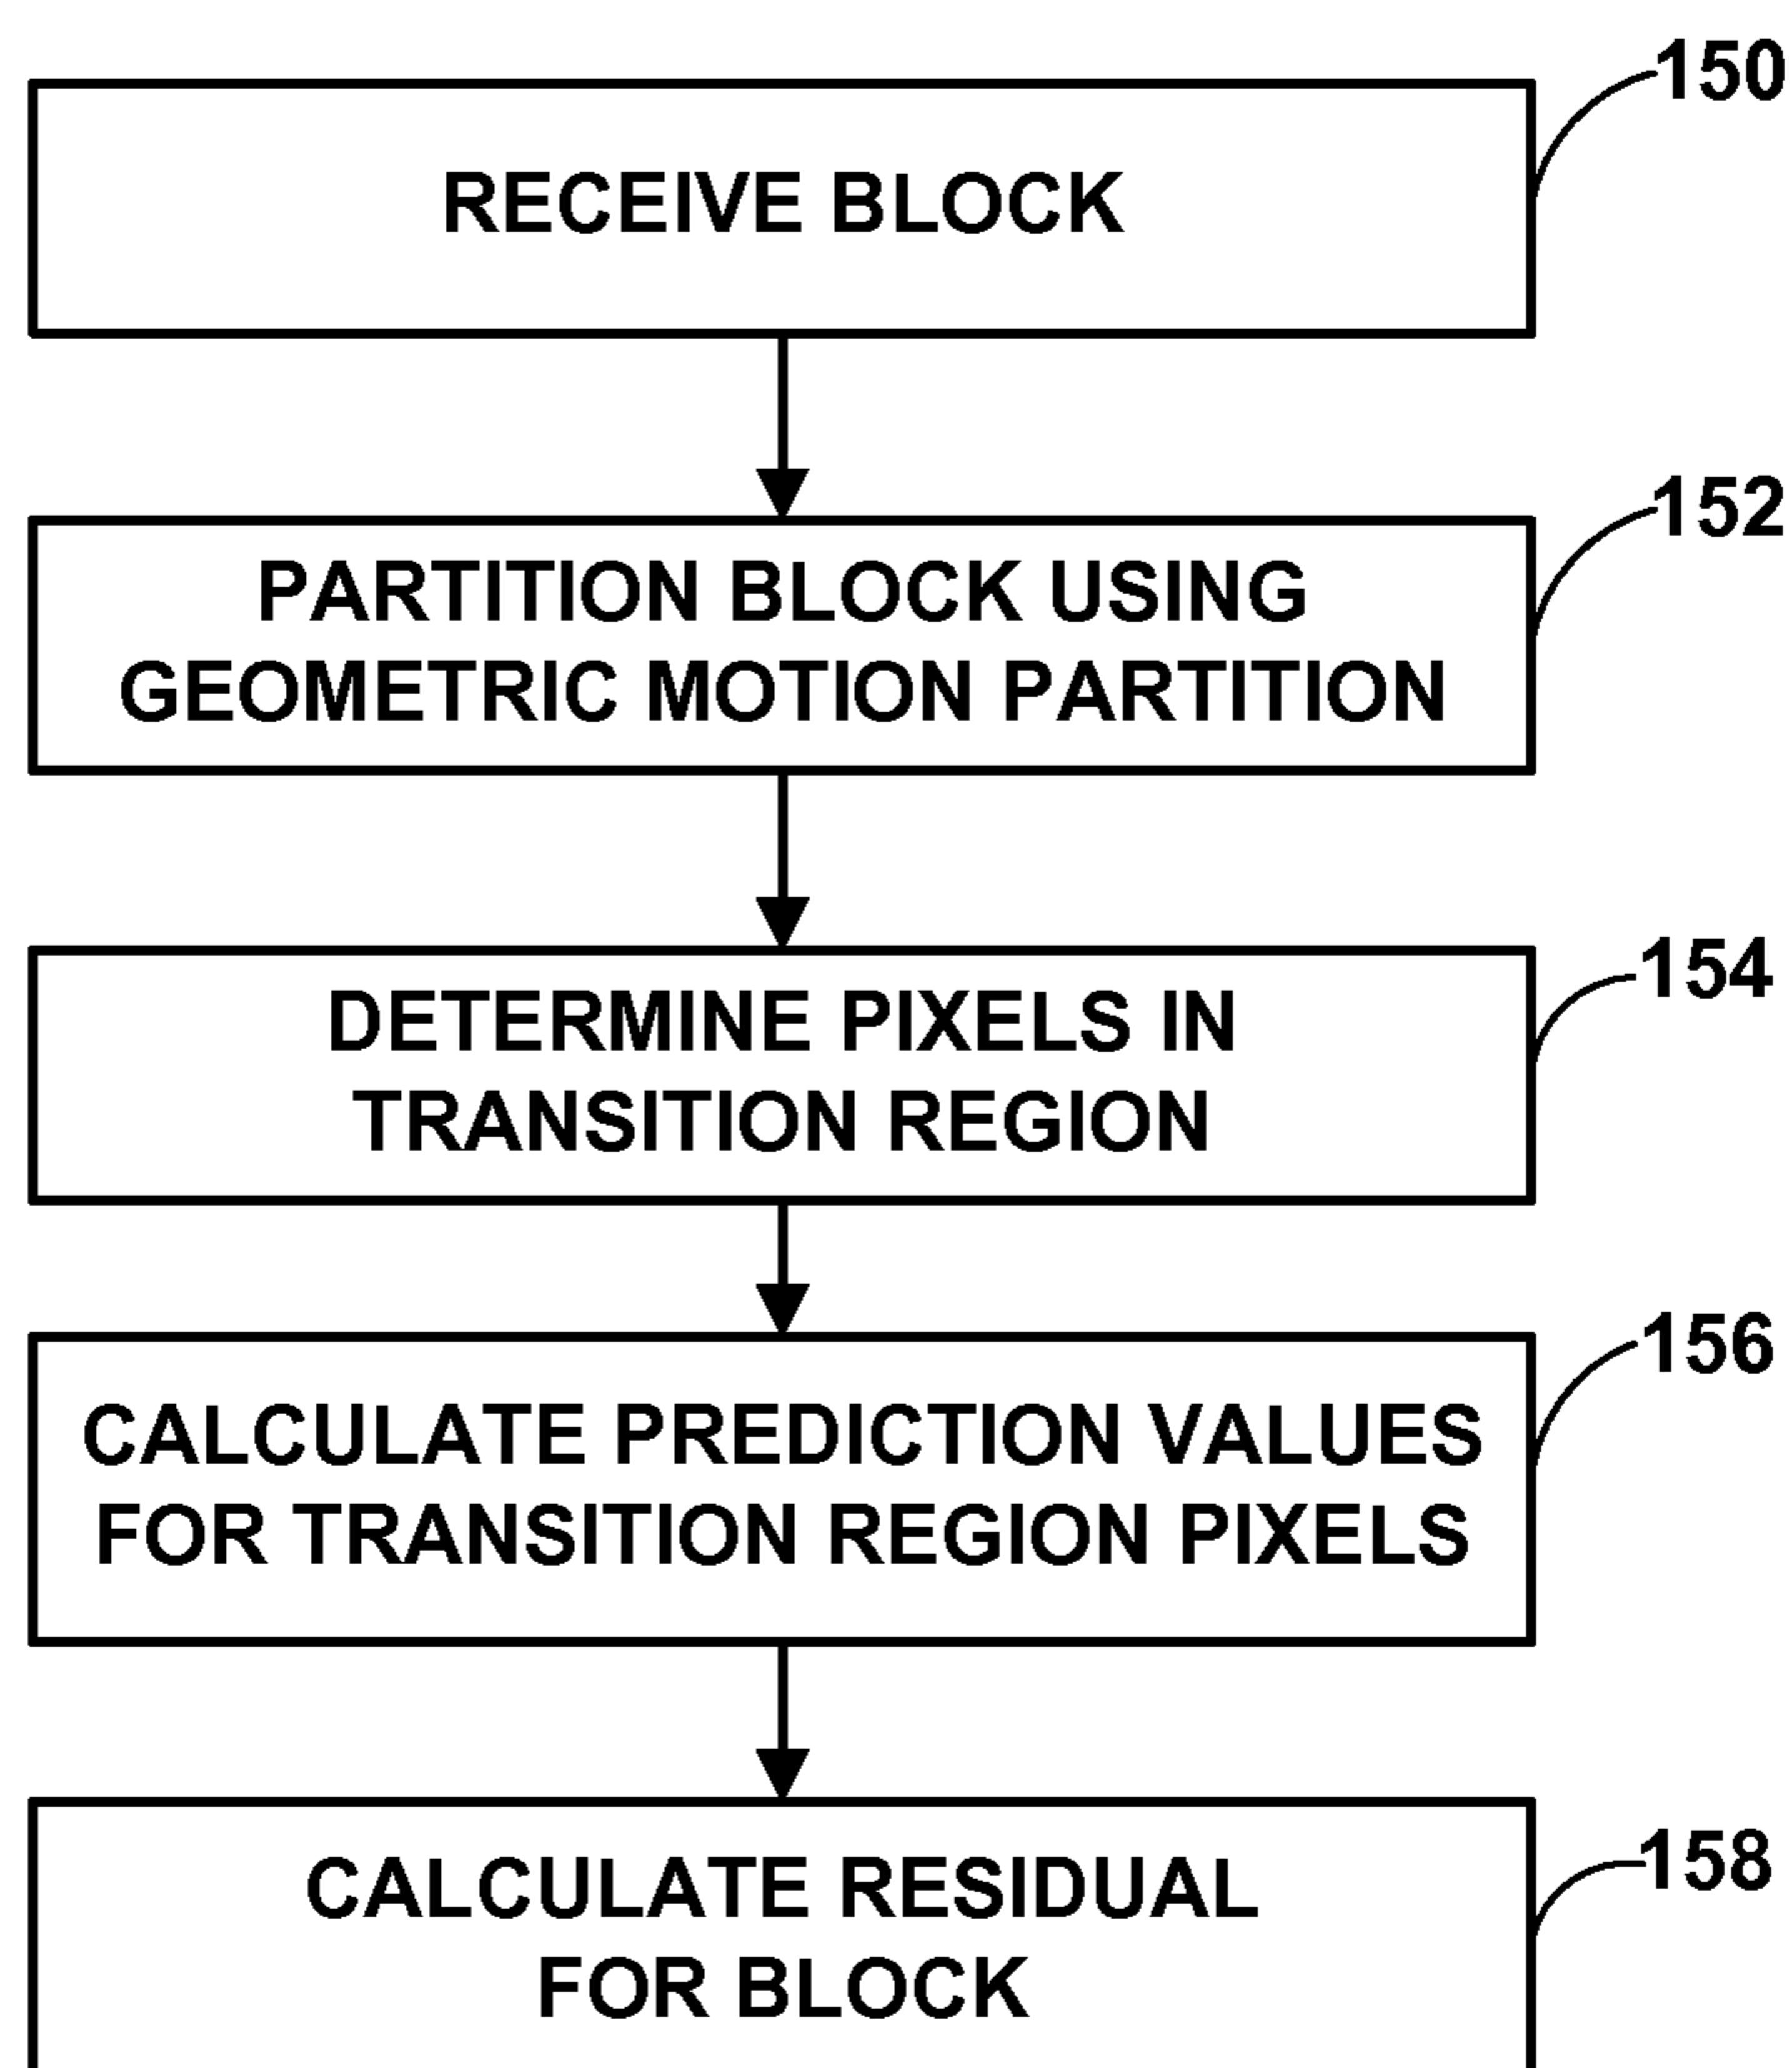 150
RECEIVE BLOCK
152
PARTITION BLOCK USING
GEOMETRIC MOTION PARTITION
154
DETERMINE PIXELS IN
TRANSITION REGION
156
CALCULATE PREDICTION VALUES
FOR TRANSITION REGION PIXELS
158
CALCULATE RESIDUAL
FOR BLOCK